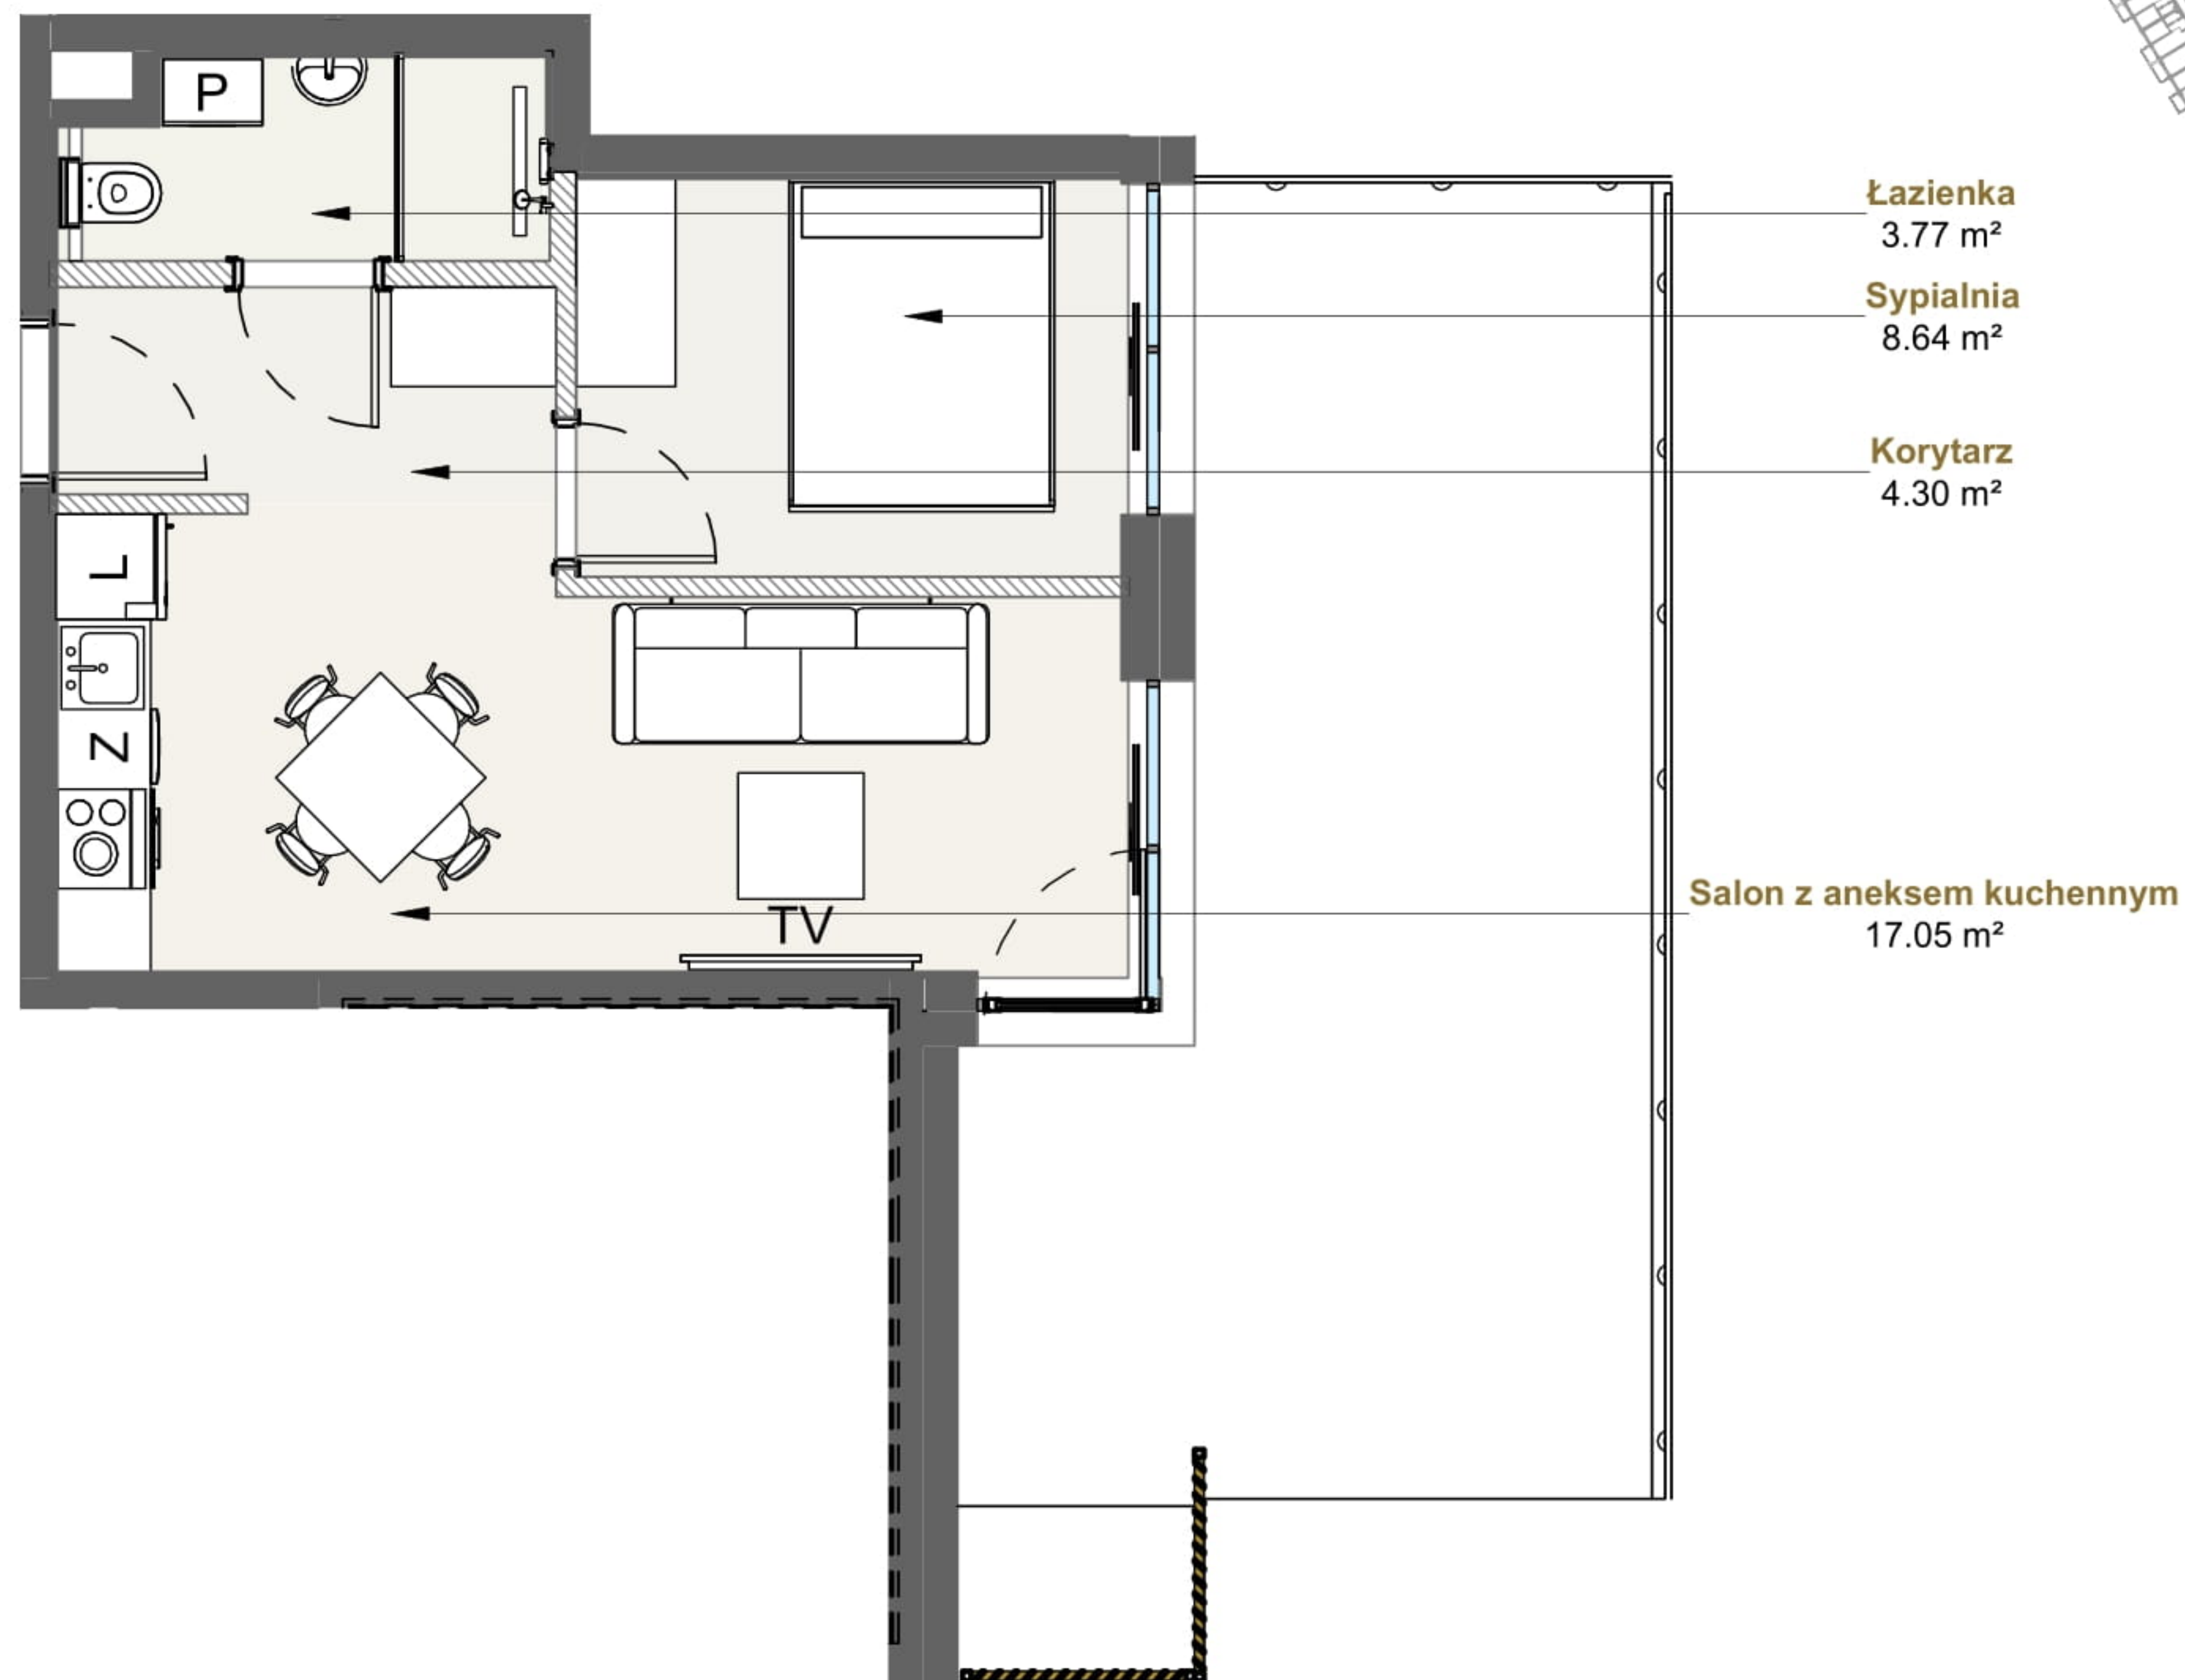 P
Łazienka
3.77 m²
Sypialnia
8.64 m²
Korytarz
4.30 m²
L
Z
Salon z aneksem kuchennym
17.05 m²
TV